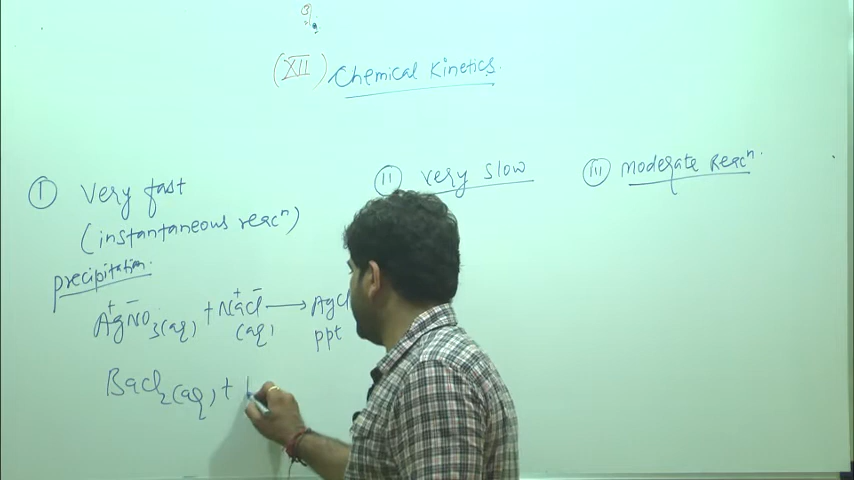 (XII) Chemical Kinetics.
I Very fast
(instantaneous reacⁿ)
precipitation.
Ag⁺NO₃⁻(aq) + Na⁺Cl⁻(aq) → AgCl
ppt
BaCl₂(aq) +
II very slow
III moderate Reacⁿ.